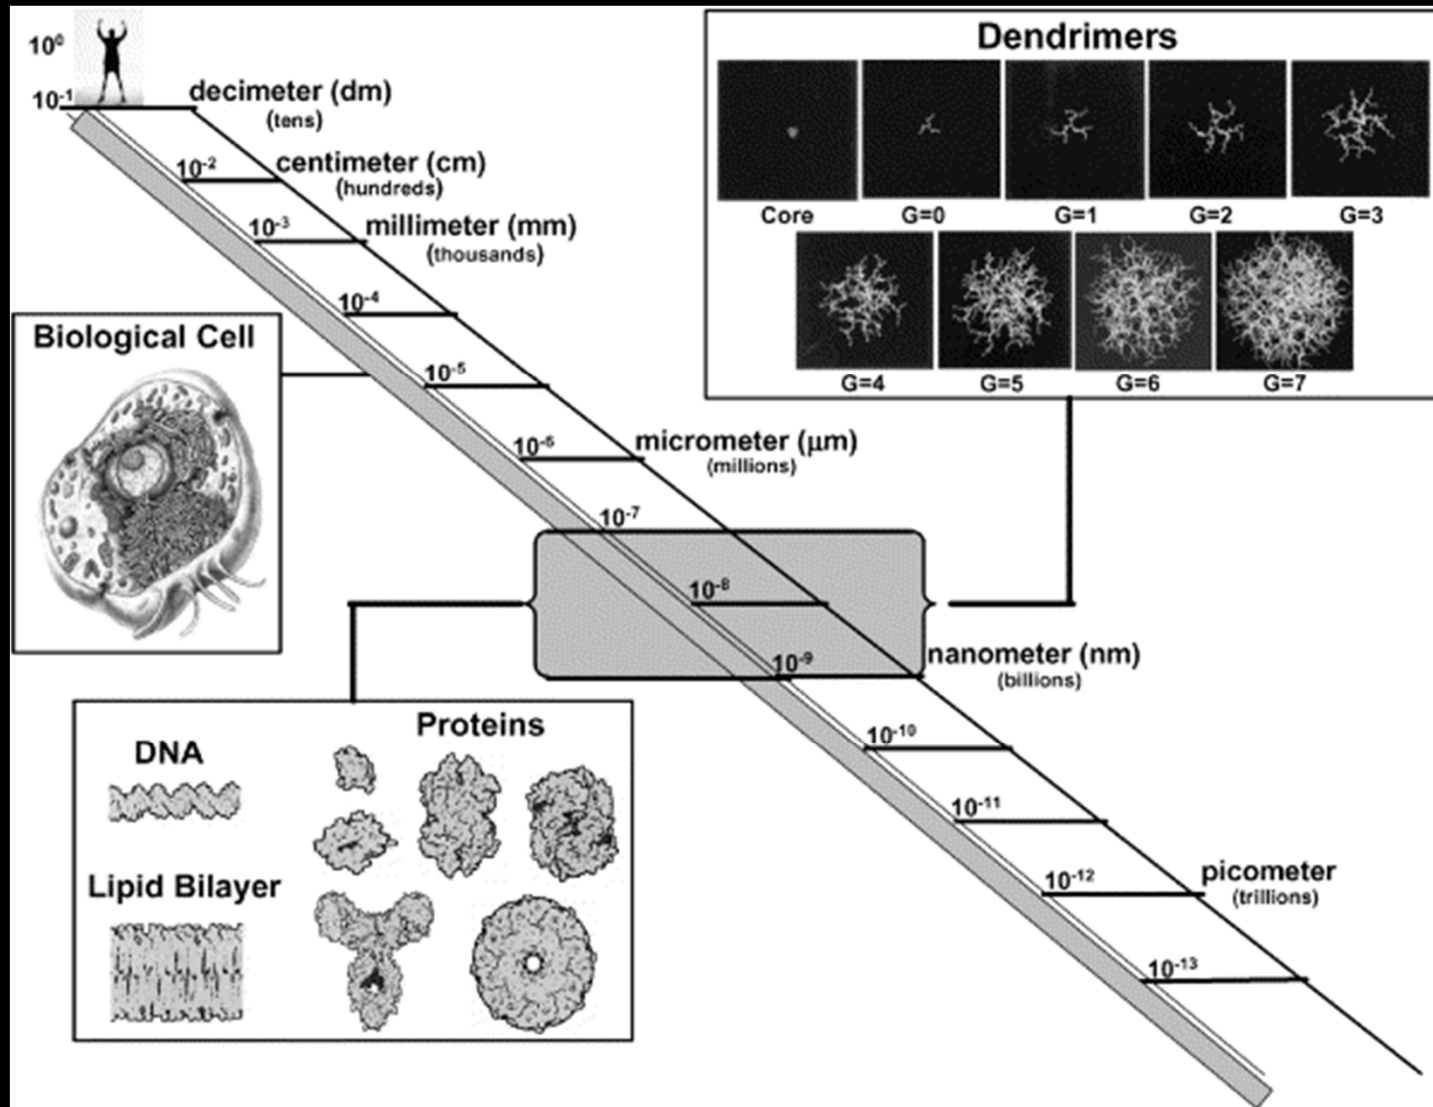 10⁰
10⁻¹
decimeter (dm)
(tens)
10⁻²
centimeter (cm)
(hundreds)
10⁻³
millimeter (mm)
(thousands)
10⁻⁴
10⁻⁵
10⁻⁶
micrometer (μm)
(millions)
10⁻⁷
10⁻⁸
10⁻⁹
nanometer (nm)
(billions)
10⁻¹⁰
10⁻¹¹
10⁻¹²
picometer
(trillions)
10⁻¹³
Dendrimers
Core G=0 G=1 G=2 G=3
G=4 G=5 G=6 G=7
Biological Cell
Proteins
DNA
Lipid Bilayer